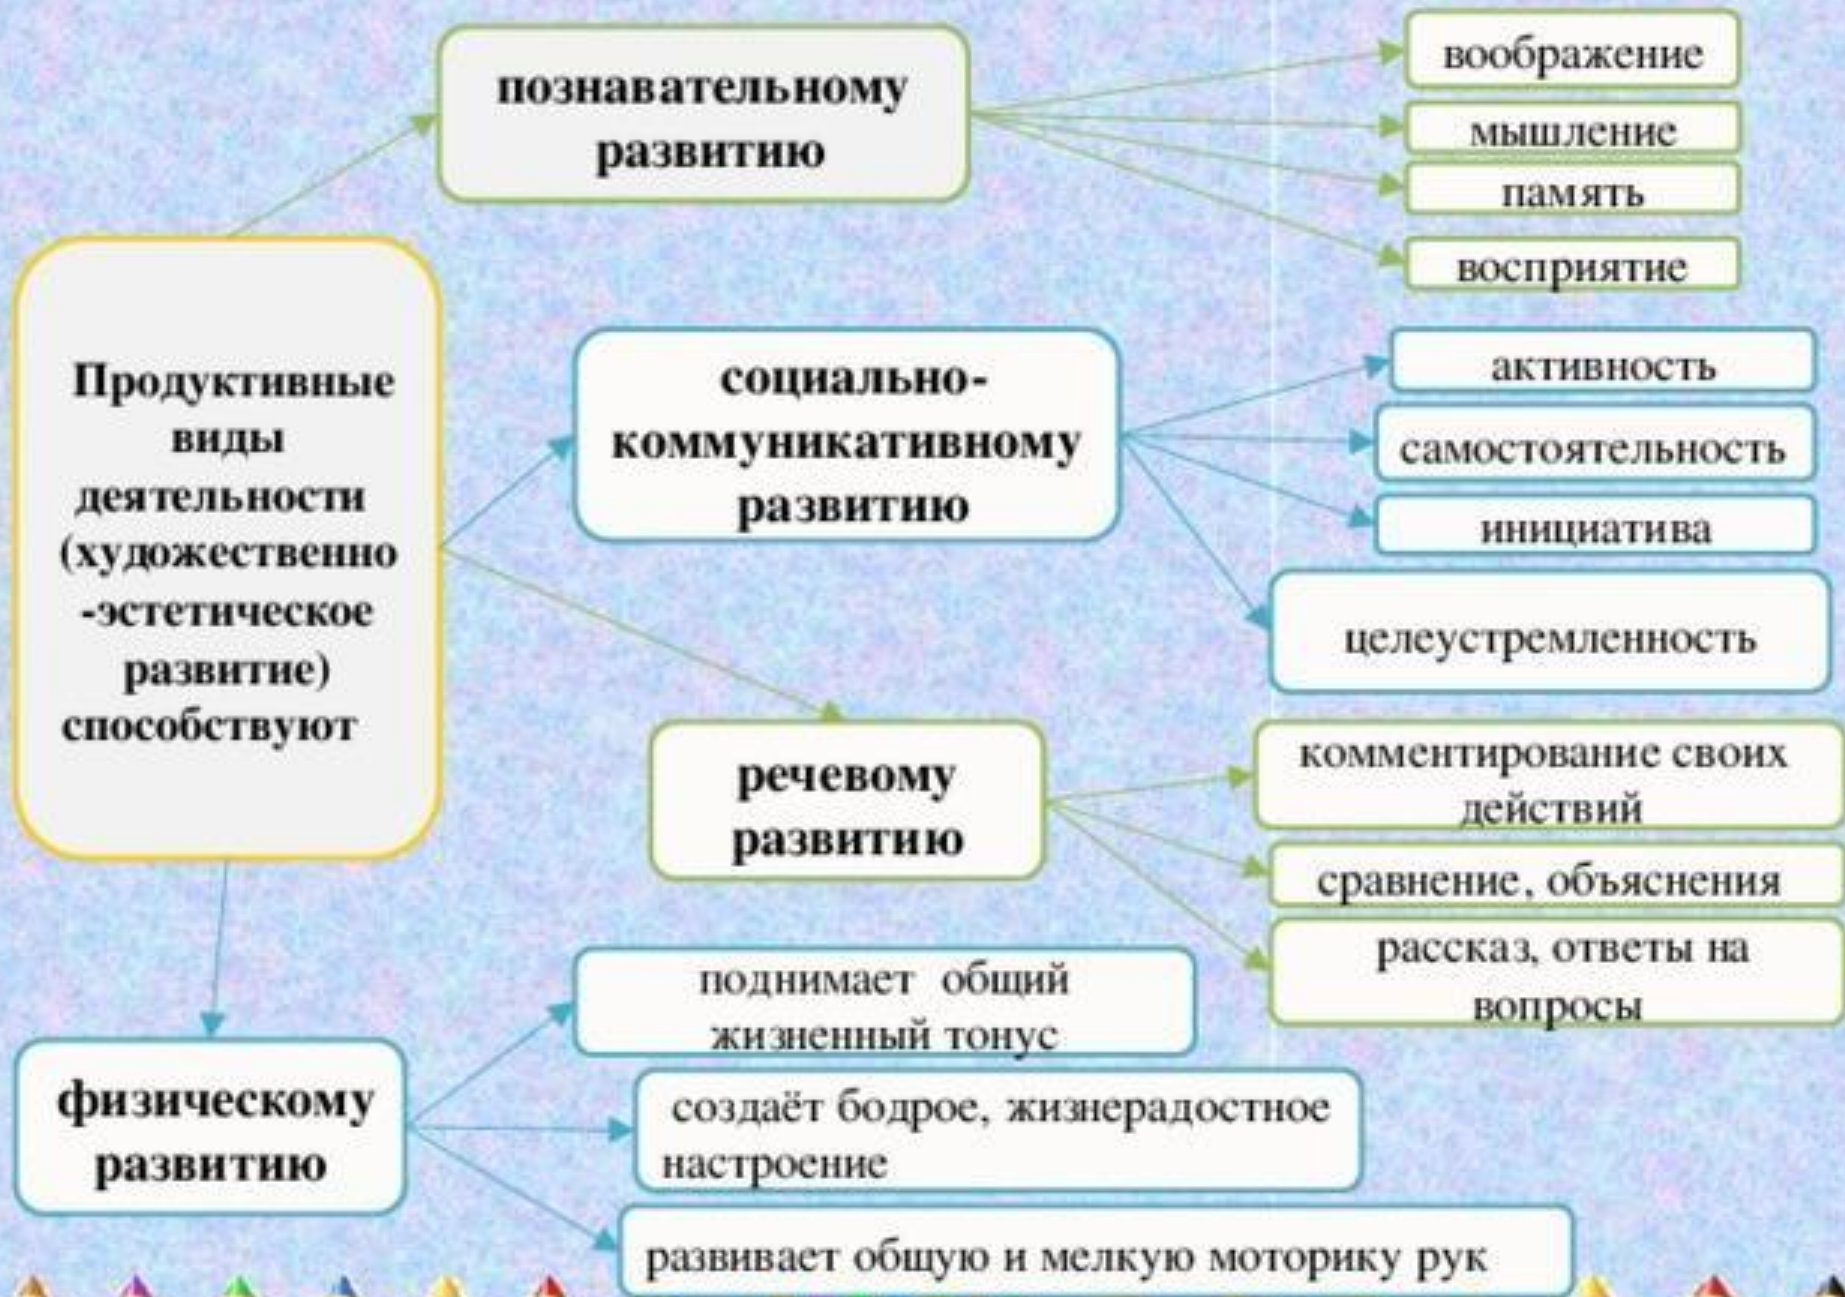 познавательному
развитию
воображение
мышление
память
восприятие
Продуктивные
виды
деятельности
(художественно
-эстетическое
развитие)
способствуют
социально-
коммуникативному
развитию
активность
самостоятельность
инициатива
целеустремленность
речевому
развитию
комментирование своих
действий
сравнение, объяснения
рассказ, ответы на
вопросы
физическому
развитию
поднимает общий
жизненный тонус
создаёт бодрое, жизнерадостное
настроение
развивает общую и мелкую моторику рук